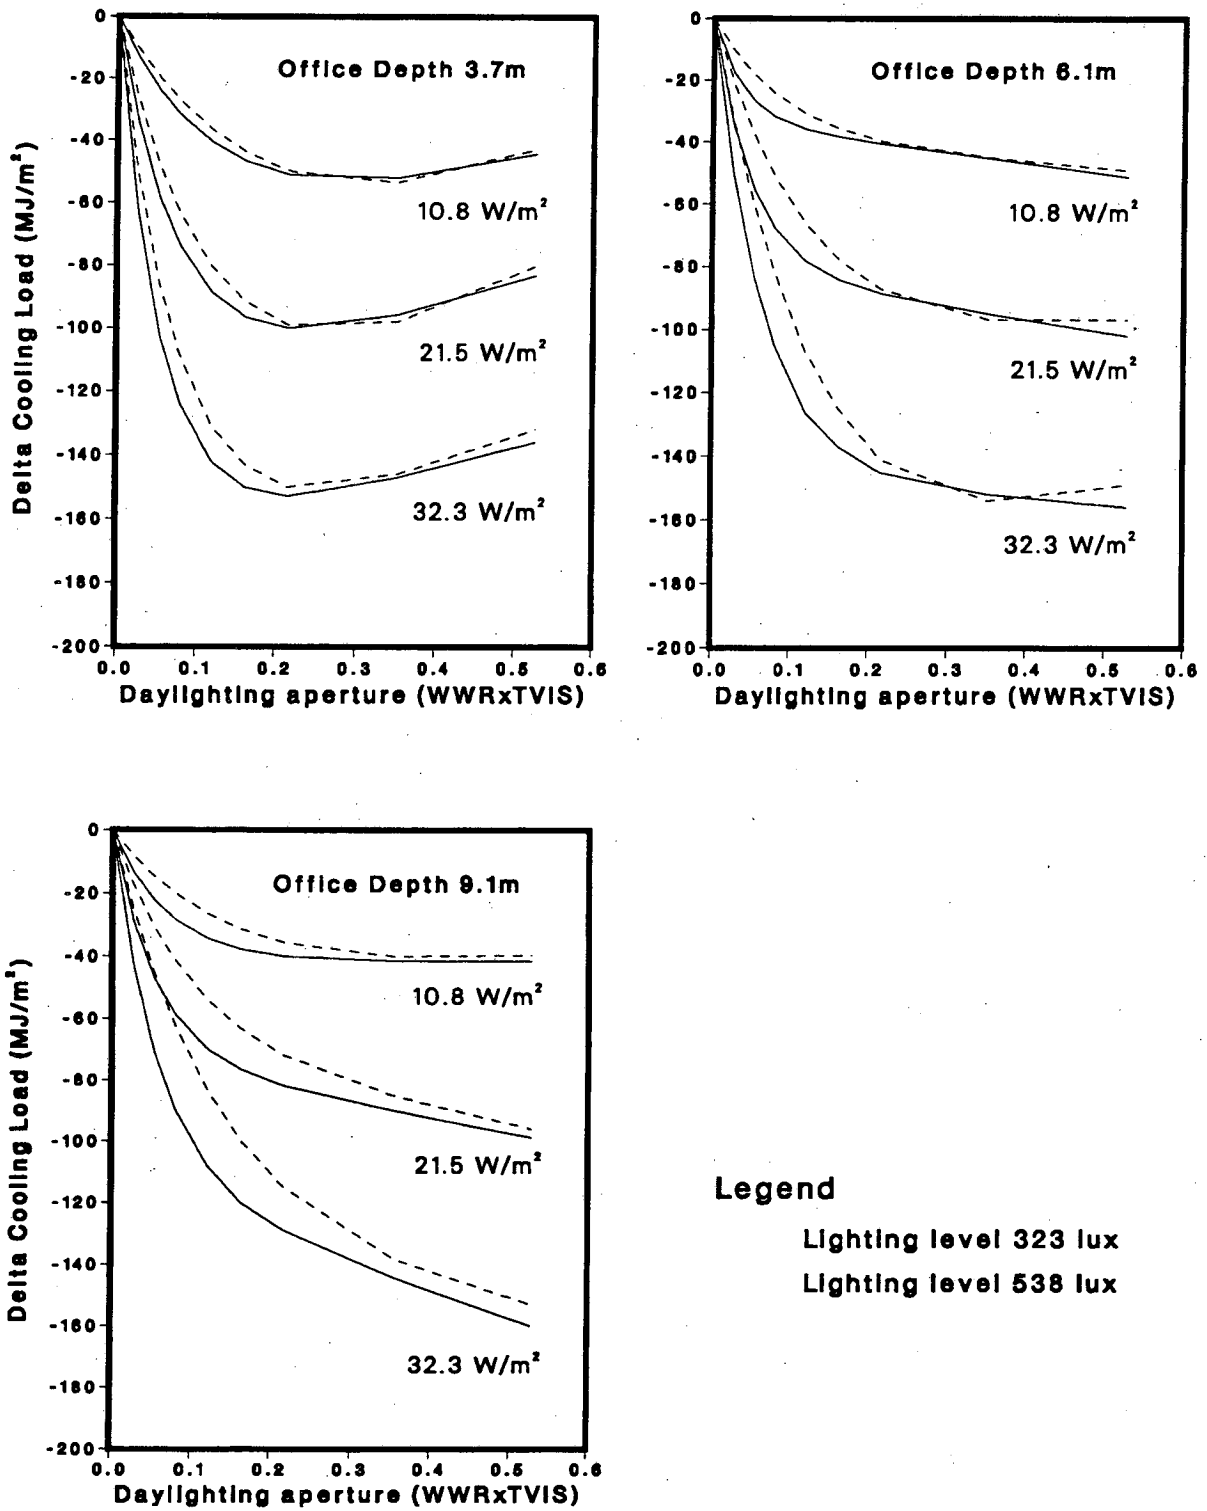 Office Depth 3.7m
0
-20
-40
-60
-80
-100
-120
-140
-160
-180
-200
Delta Cooling Load (MJ/m²)
10.8 W/m²
21.5 W/m²
32.3 W/m²
0.0 0.1 0.2 0.3 0.4 0.5 0.6
Daylighting aperture (WWRxTVIS)
Office Depth 6.1m
0
-20
-40
-60
-80
-100
-120
-140
-160
-180
-200
10.8 W/m²
21.5 W/m²
32.3 W/m²
0.0 0.1 0.2 0.3 0.4 0.5 0.6
Daylighting aperture (WWRxTVIS)
Office Depth 9.1m
0
-20
-40
-60
-80
-100
-120
-140
-160
-180
-200
Delta Cooling Load (MJ/m²)
10.8 W/m²
21.5 W/m²
32.3 W/m²
0.0 0.1 0.2 0.3 0.4 0.5 0.6
Daylighting aperture (WWRxTVIS)
Legend
Lighting level 323 lux
Lighting level 538 lux